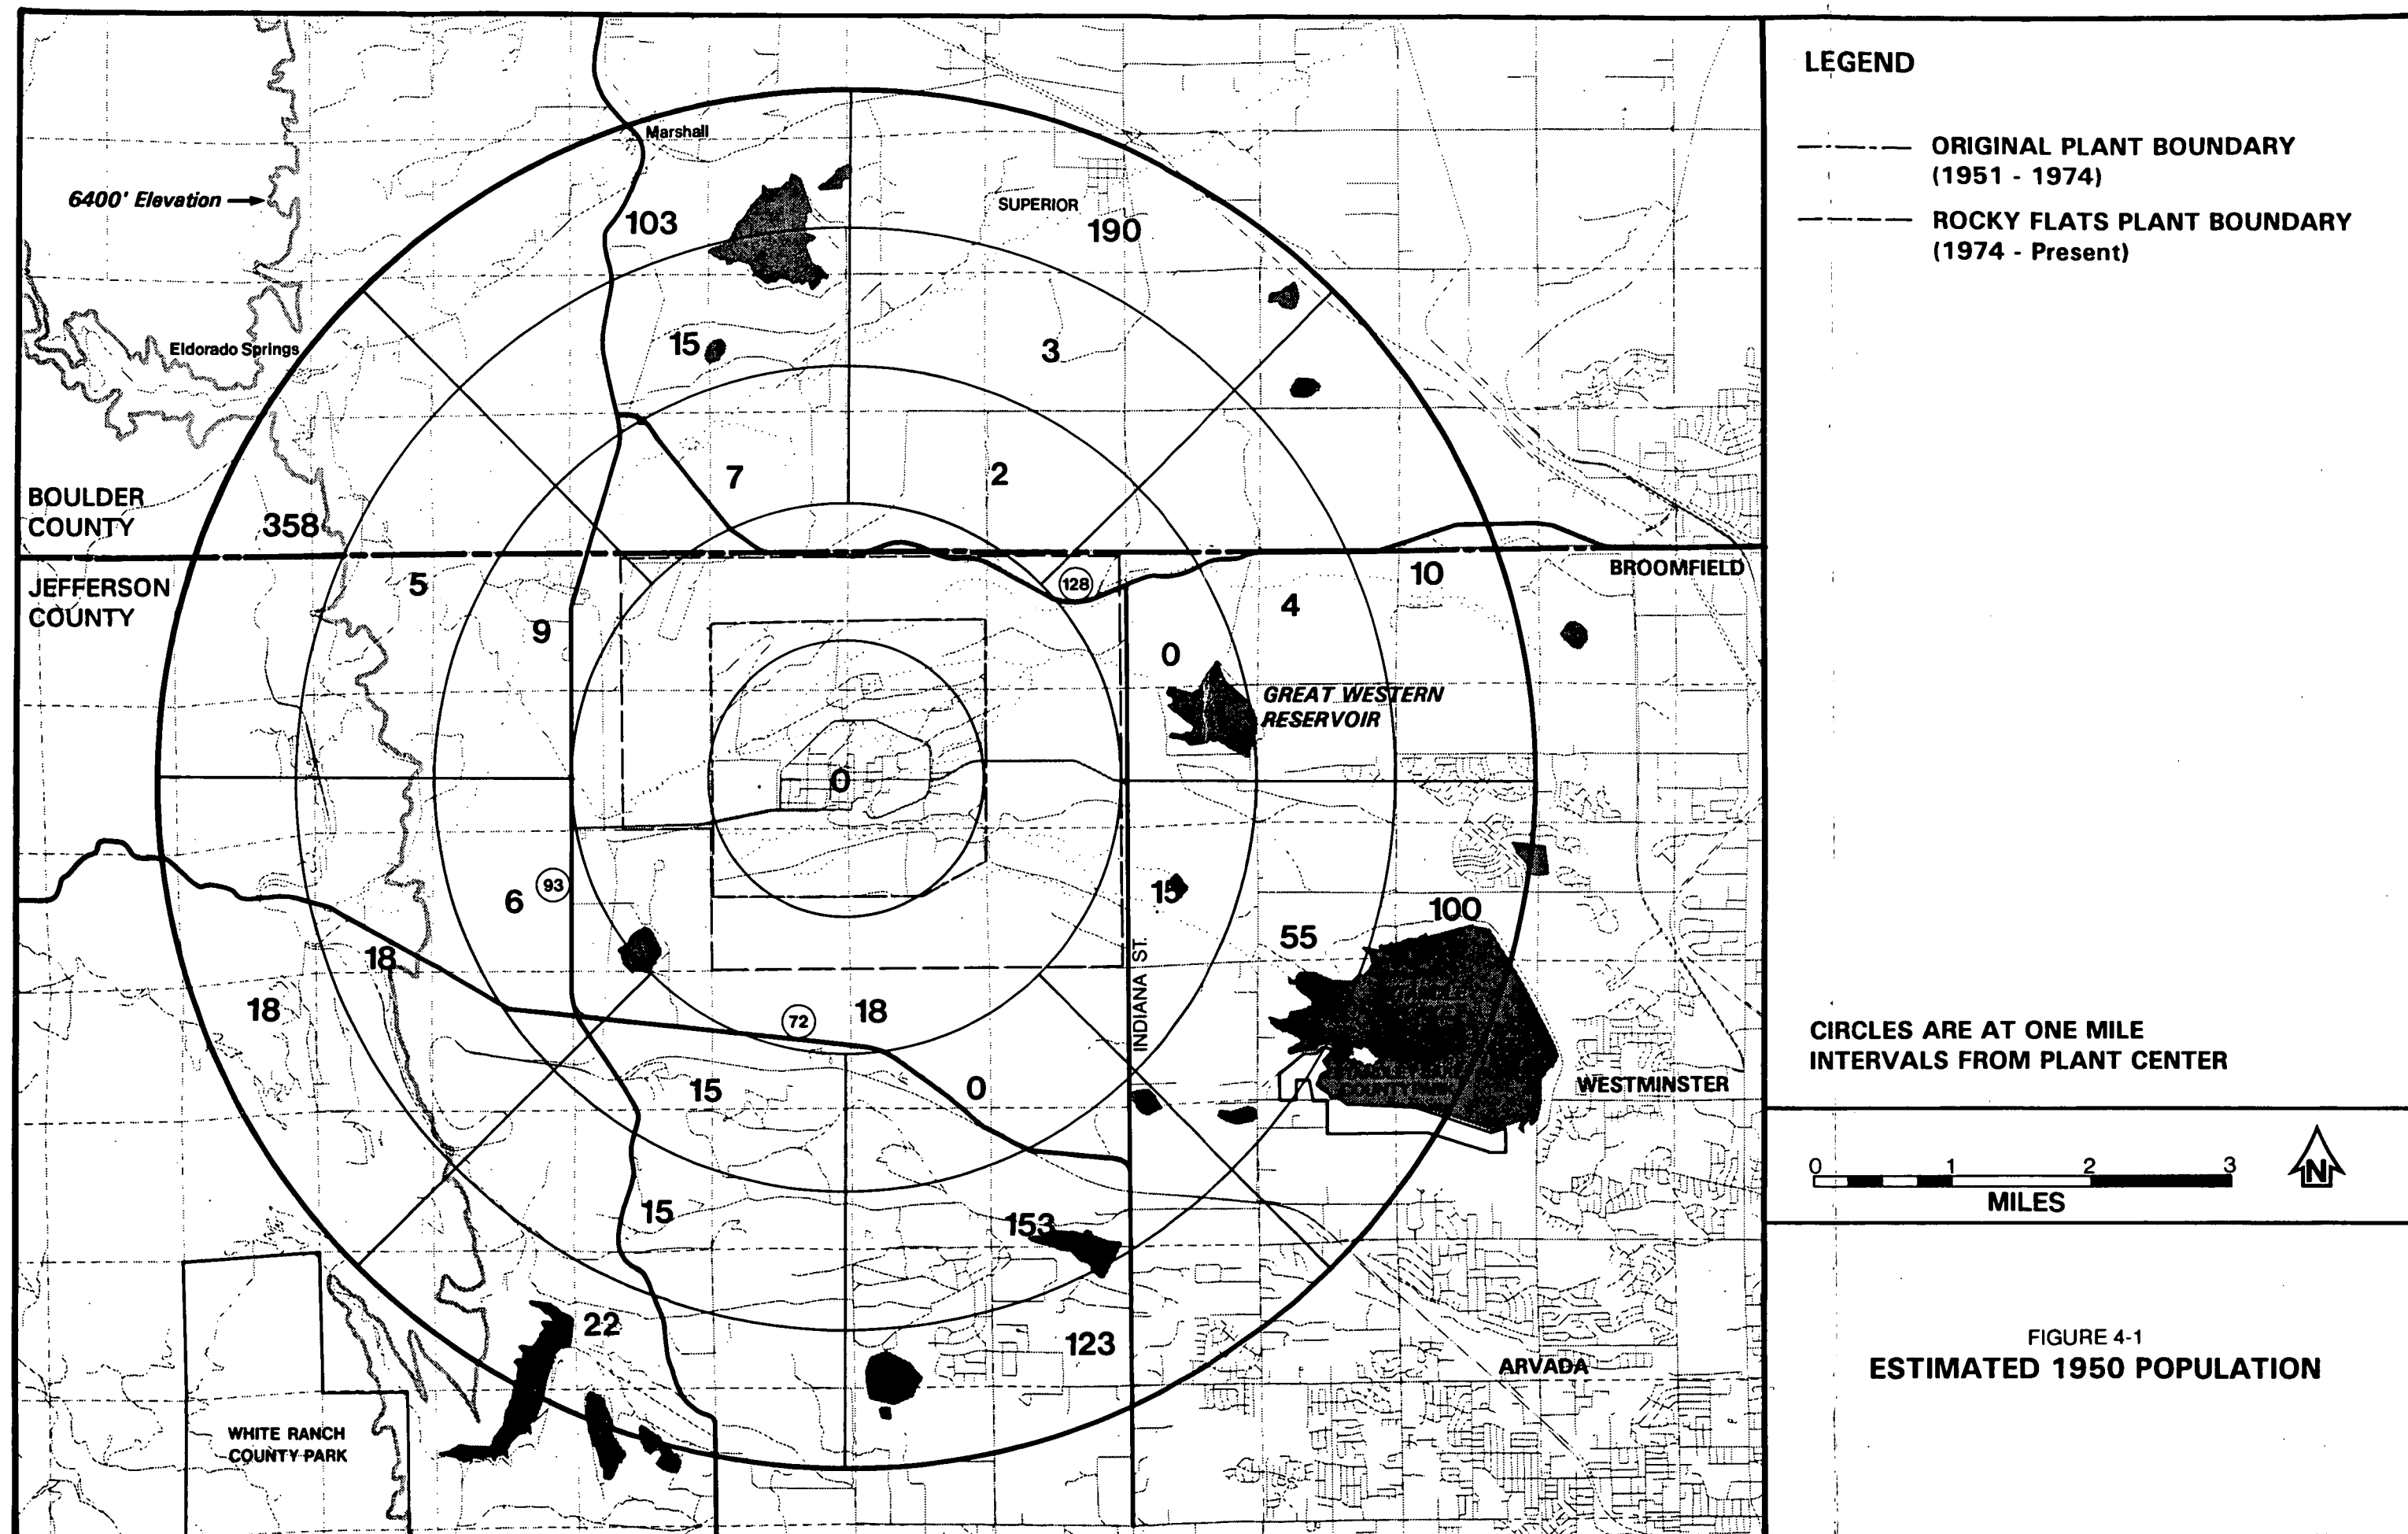 LEGEND
ORIGINAL PLANT BOUNDARY
(1951 - 1974)
ROCKY FLATS PLANT BOUNDARY
(1974 - Present)
Marshall
6400' Elevation
SUPERIOR
103
190
Eldorado Springs
15
3
7
2
BOULDER
COUNTY
358
JEFFERSON
COUNTY
5
9
128
10
BROOMFIELD
4
0
GREAT WESTERN
RESERVOIR
0
93
6
15
100
55
18
18
INDIANA ST.
72
18
15
0
WESTMINSTER
15
153
22
123
ARVADA
WHITE RANCH
COUNTY PARK
CIRCLES ARE AT ONE MILE
INTERVALS FROM PLANT CENTER
0 1 2 3
MILES
N
FIGURE 4-1
ESTIMATED 1950 POPULATION